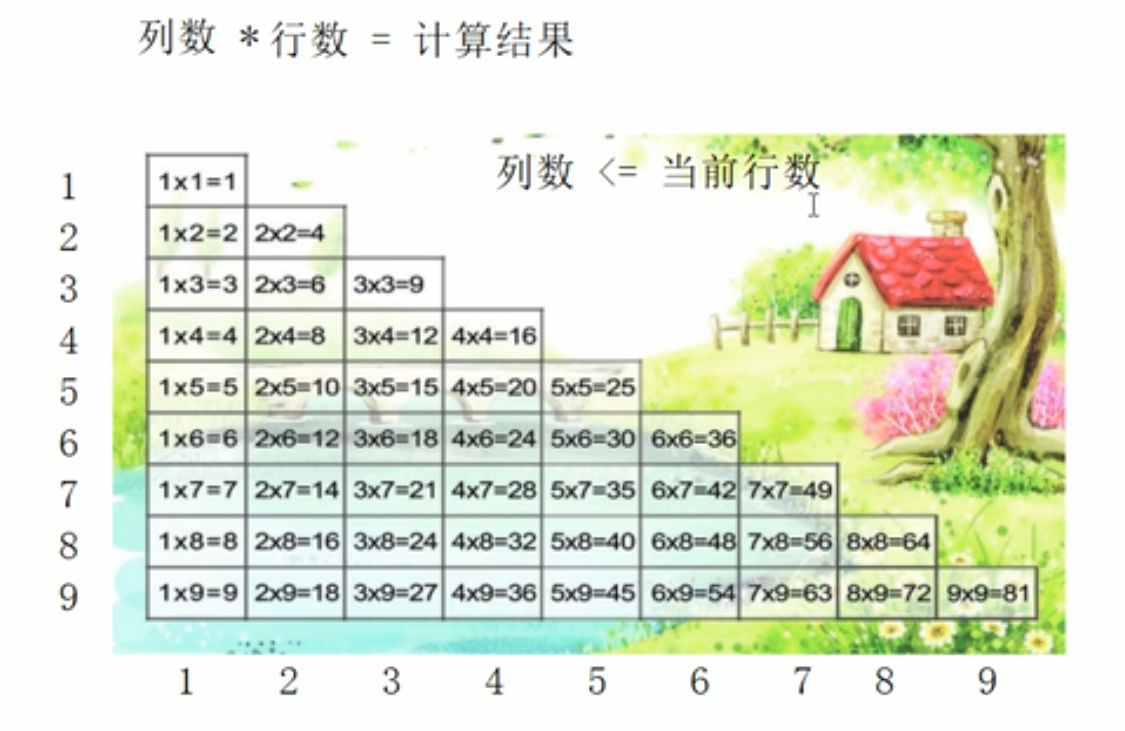 列数 * 行数 = 计算结果
列数 <= 当前行数
1 1x1=1
2 1x2=2 2x2=4
3 1x3=3 2x3=6 3x3=9
4 1x4=4 2x4=8 3x4=12 4x4=16
5 1x5=5 2x5=10 3x5=15 4x5=20 5x5=25
6 1x6=6 2x6=12 3x6=18 4x6=24 5x6=30 6x6=36
7 1x7=7 2x7=14 3x7=21 4x7=28 5x7=35 6x7=42 7x7=49
8 1x8=8 2x8=16 3x8=24 4x8=32 5x8=40 6x8=48 7x8=56 8x8=64
9 1x9=9 2x9=18 3x9=27 4x9=36 5x9=45 6x9=54 7x9=63 8x9=72 9x9=81
1 2 3 4 5 6 7 8 9